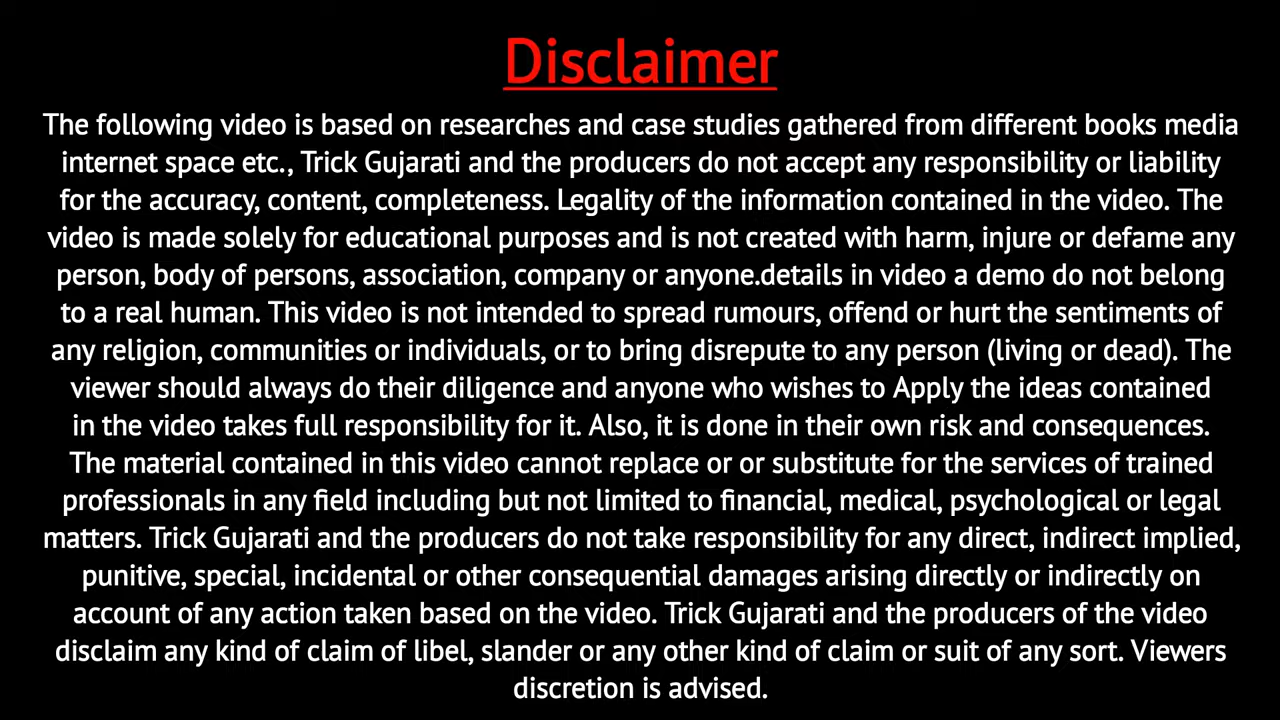 Disclaimer
The following video is based on researches and case studies gathered from different books media
internet space etc., Trick Gujarati and the producers do not accept any responsibility or liability
for the accuracy, content, completeness. Legality of the information contained in the video. The
video is made solely for educational purposes and is not created with harm, injure or defame any
person, body of persons, association, company or anyone.details in video a demo do not belong
to a real human. This video is not intended to spread rumours, offend or hurt the sentiments of
any religion, communities or individuals, or to bring disrepute to any person (living or dead). The
viewer should always do their diligence and anyone who wishes to Apply the ideas contained
in the video takes full responsibility for it. Also, it is done in their own risk and consequences.
The material contained in this video cannot replace or or substitute for the services of trained
professionals in any field including but not limited to financial, medical, psychological or legal
matters. Trick Gujarati and the producers do not take responsibility for any direct, indirect implied,
punitive, special, incidental or other consequential damages arising directly or indirectly on
account of any action taken based on the video. Trick Gujarati and the producers of the video
disclaim any kind of claim of libel, slander or any other kind of claim or suit of any sort. Viewers
discretion is advised.